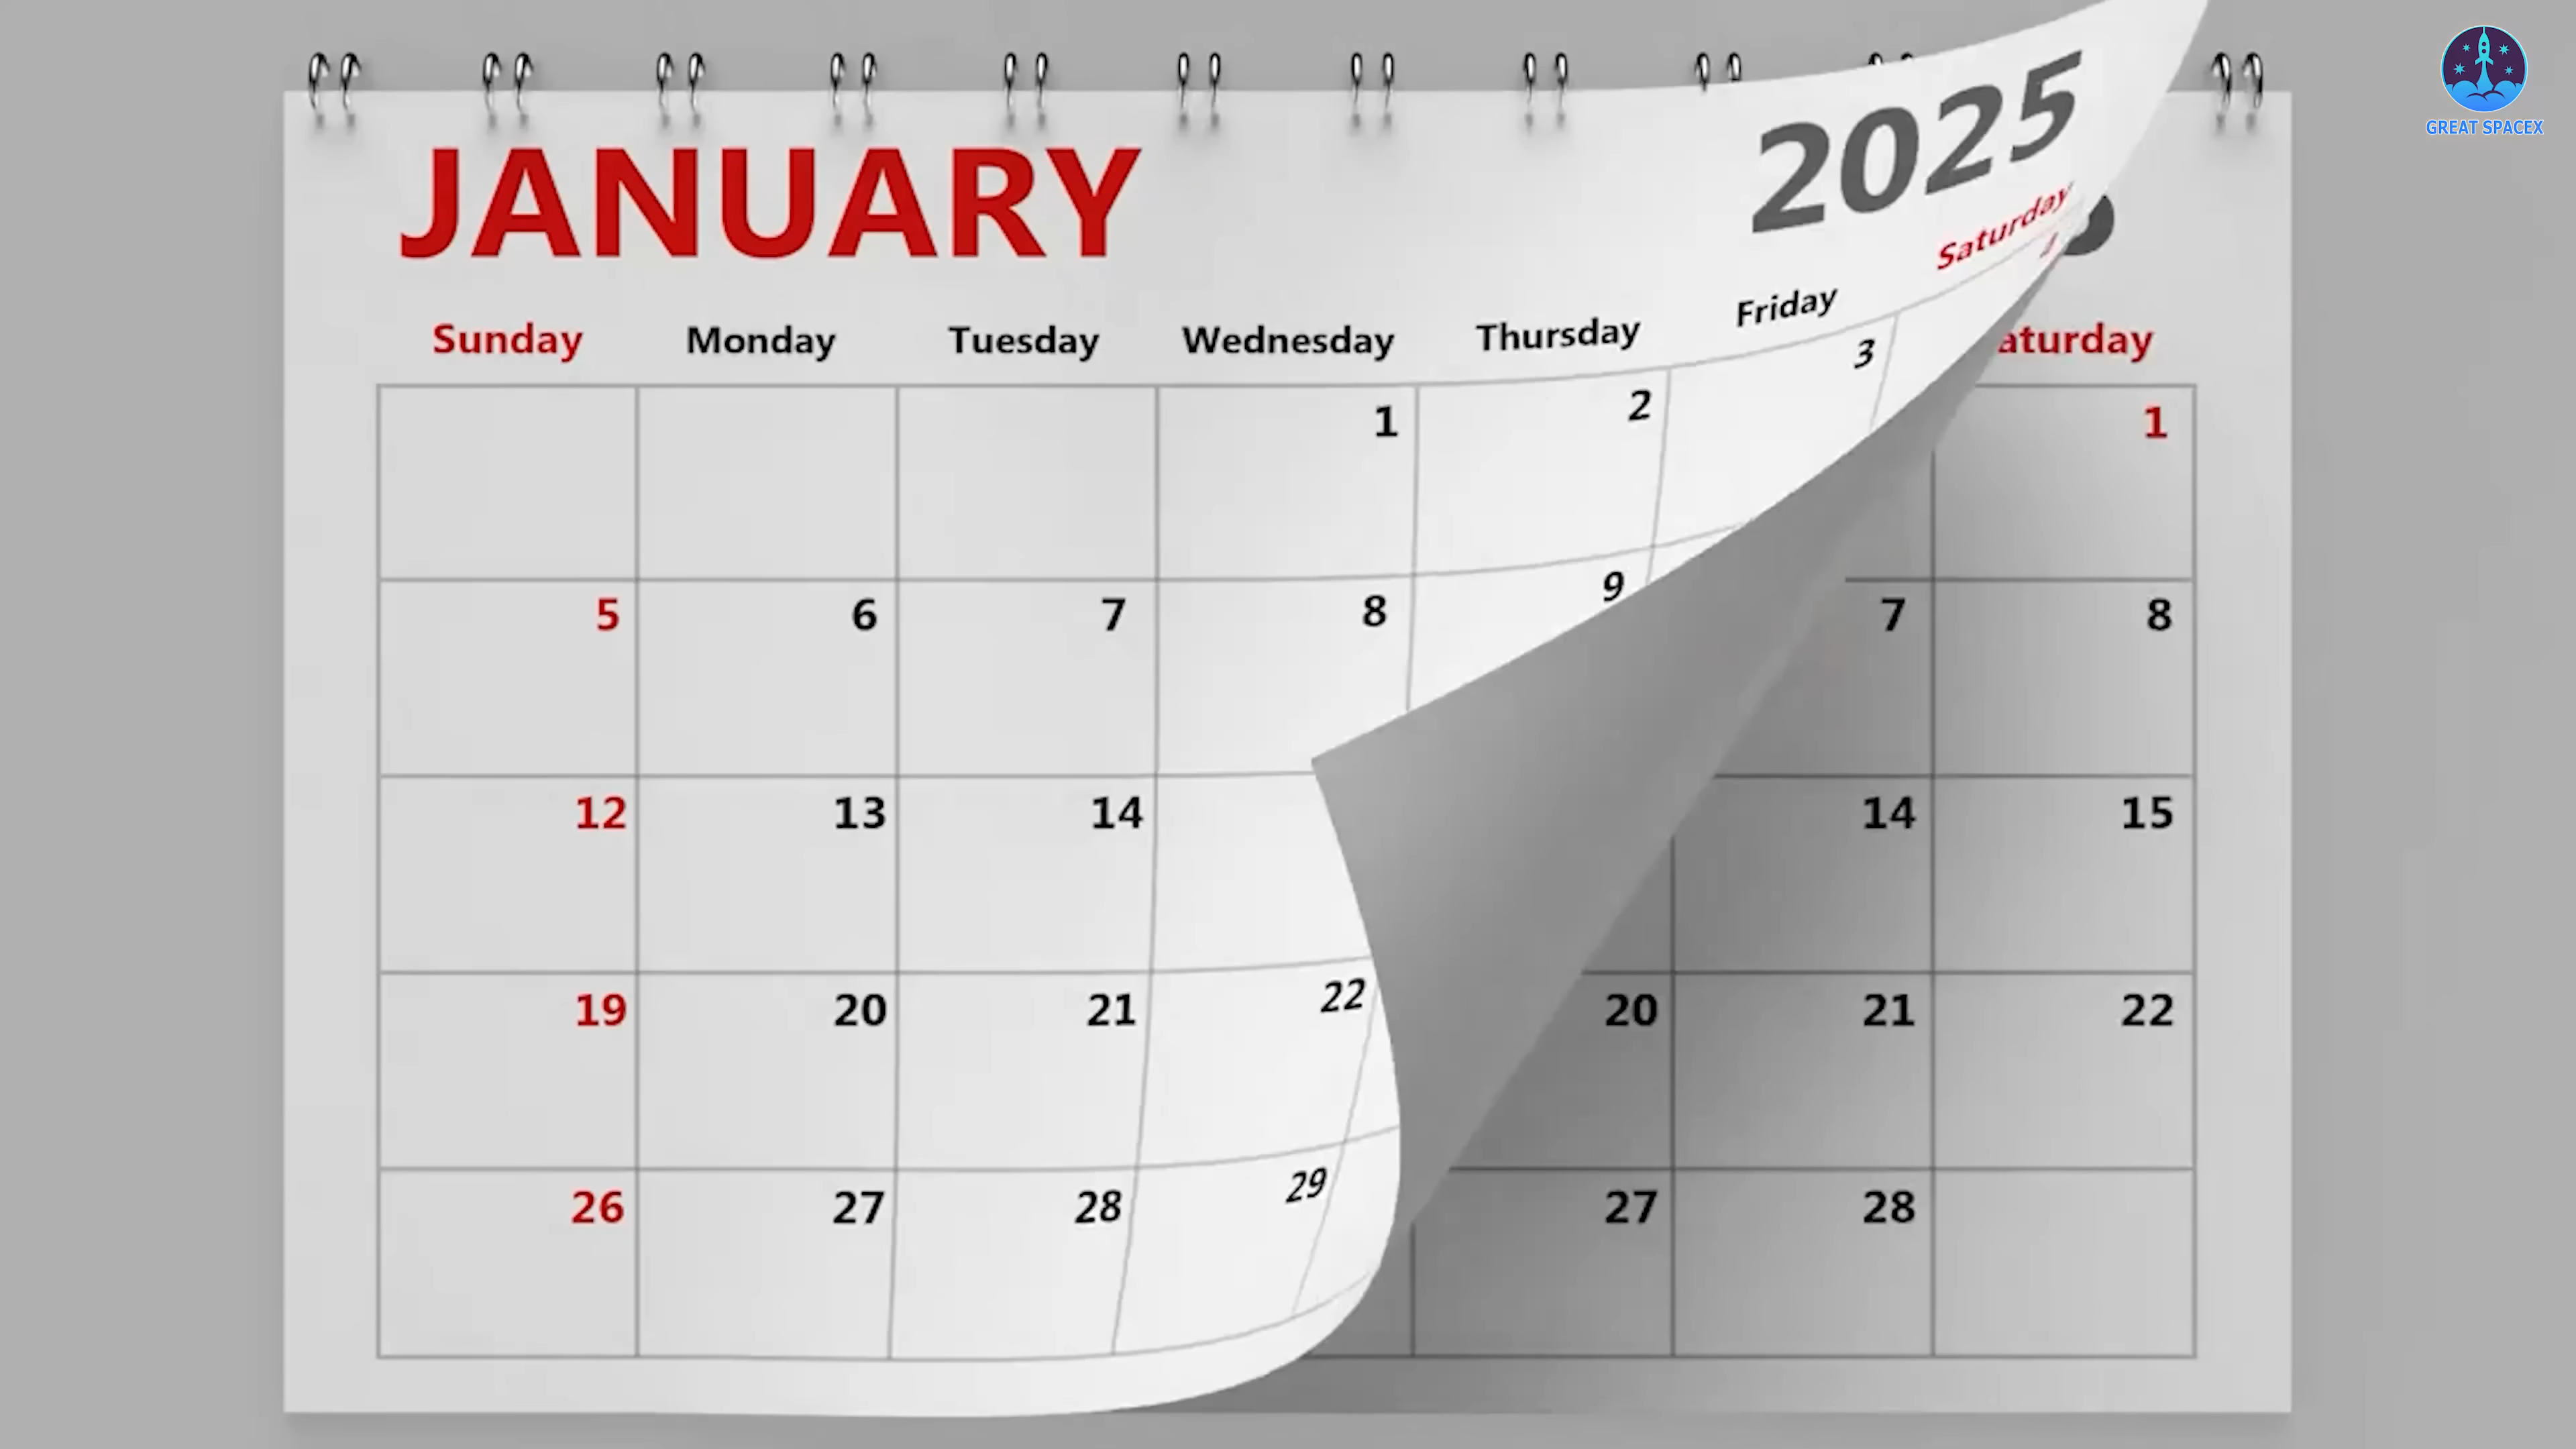 GREAT SPACEX
JANUARY 2025
Sunday Monday Tuesday Wednesday Thursday Friday Saturday
1 2 3
5 6 7 8 9
12 13 14
19 20 21 22
26 27 28 29
aturday
1
7 8
14 15
20 21 22
27 28